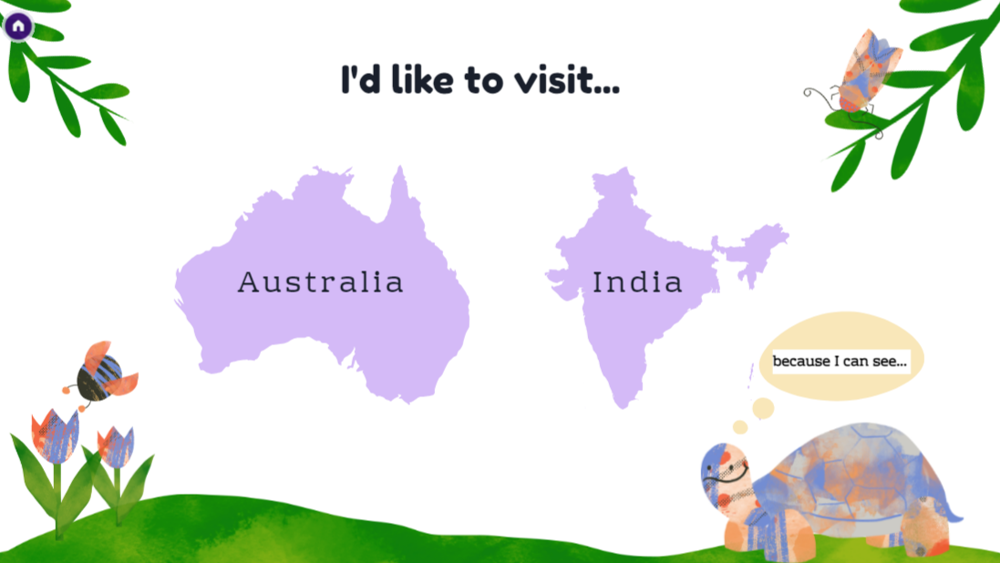 I'd like to visit...
Australia
India
because I can see...